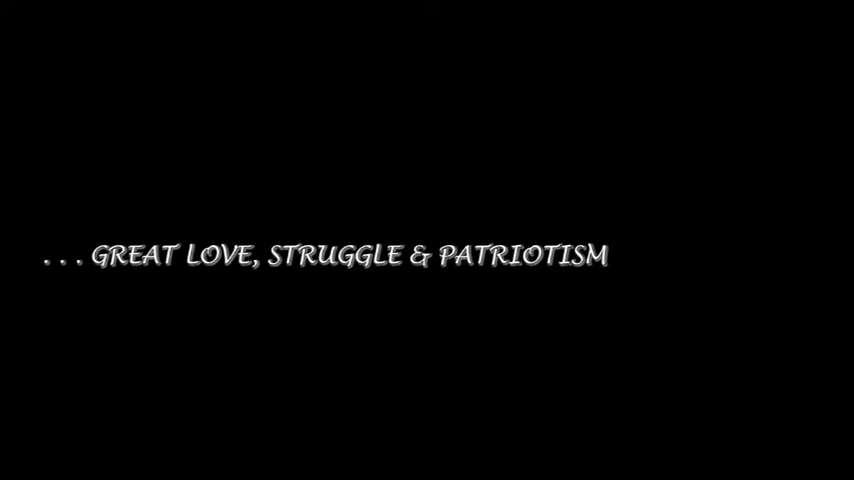 . . . GREAT LOVE, STRUGGLE & PATRIOTISM